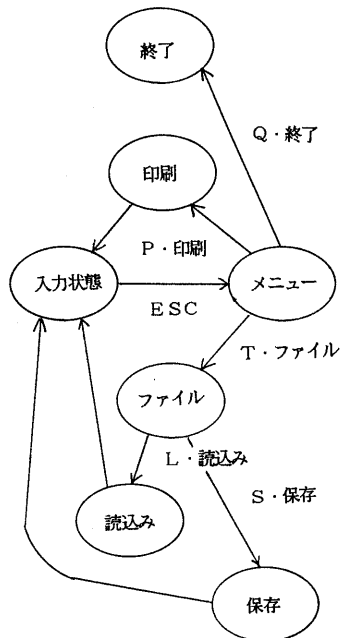 終了
Q・終了
印刷
P・印刷
入力状態
メニュー
ESC
T・ファイル
ファイル
L・読込み
S・保存
読込み
保存